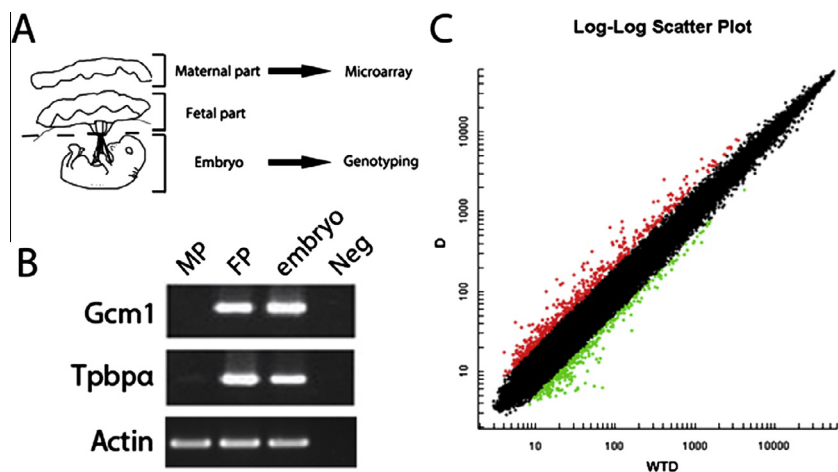 A
Maternal part
Microarray
Fetal part
Embryo
Genotyping
B
MP FP embryo Neg
Gcm1
Tpbpα
Actin
C
Log-Log Scatter Plot
10000
1000
100
10
D
10 100 1000 10000
WTD